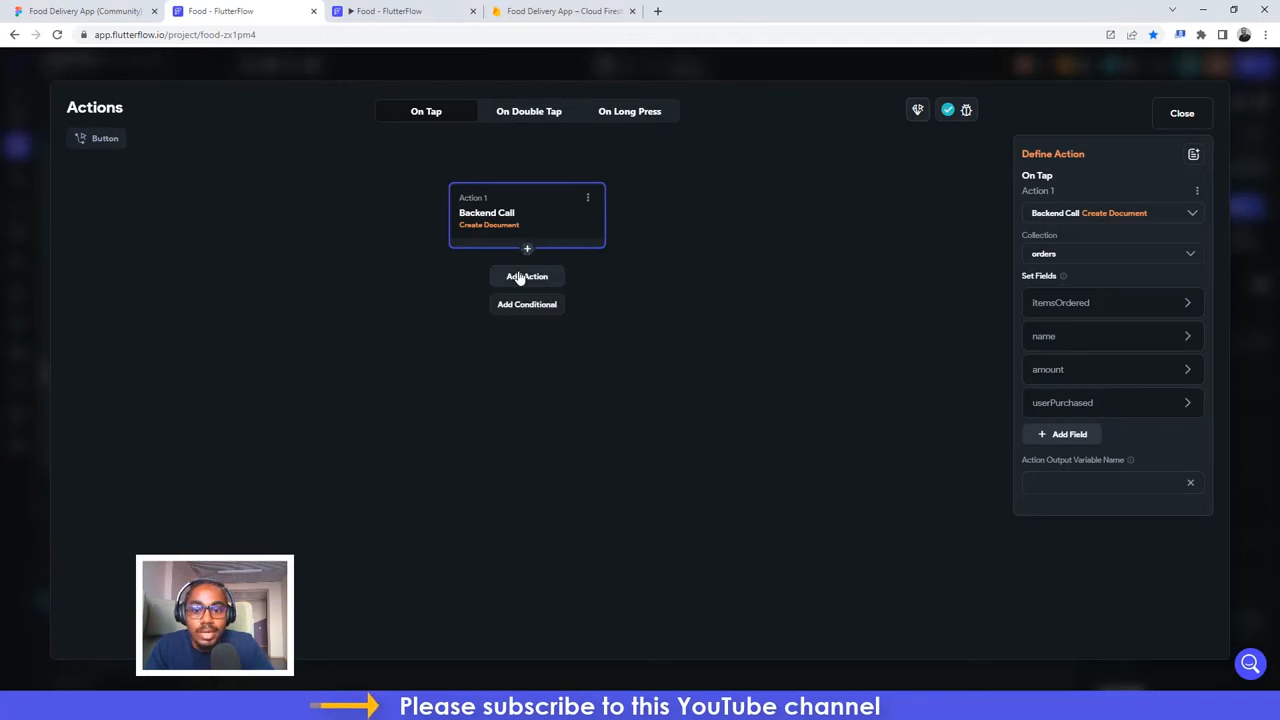 Food Delivery App (Community)
Food - FlutterFlow
Food - FlutterFlow
Food Delivery App – Cloud Firest
app.flutterflow.io/project/food-zx1pm4
Actions
On Tap
On Double Tap
On Long Press
Close
Button
Define Action
On Tap
Action 1
Backend Call Create Document
Collection
orders
Set Fields
itemsOrdered
name
amount
userPurchased
+ Add Field
Action Output Variable Name
Action 1
Backend Call
Create Document
Add Action
Add Conditional
Please subscribe to this YouTube channel